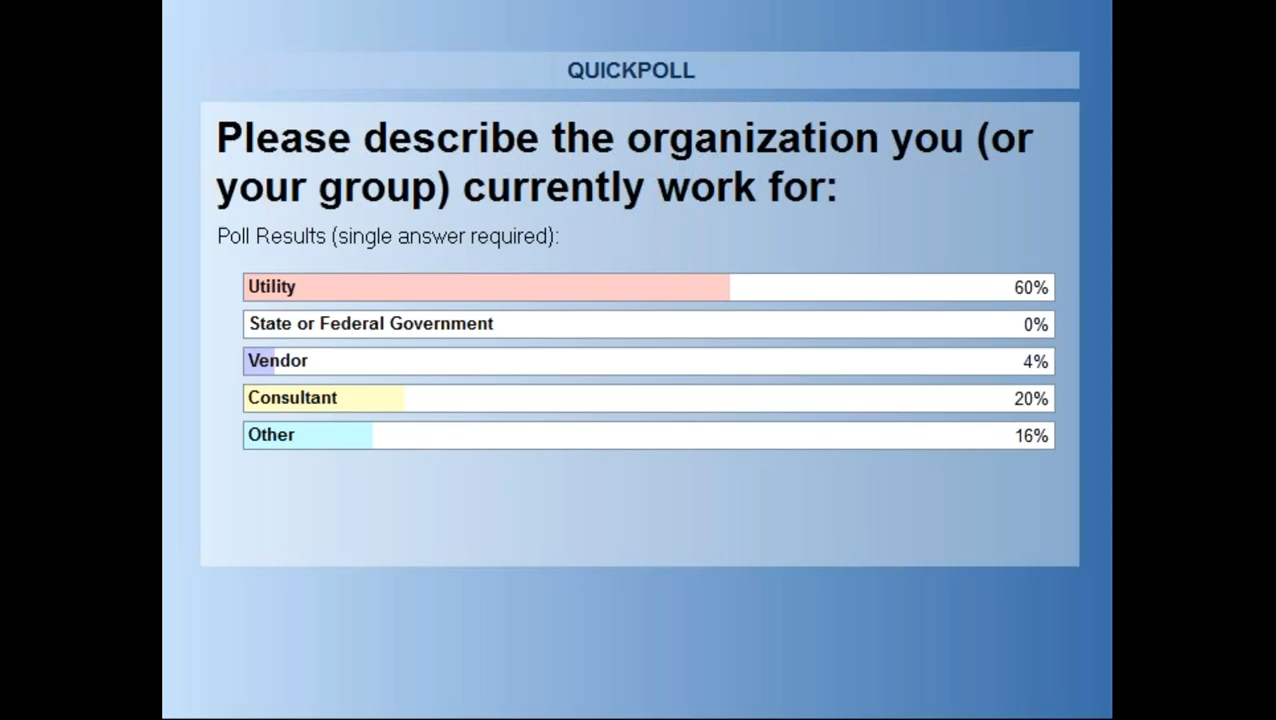 QUICKPOLL
Please describe the organization you (or
your group) currently work for:
Poll Results (single answer required):
Utility 60%
State or Federal Government 0%
Vendor 4%
Consultant 20%
Other 16%